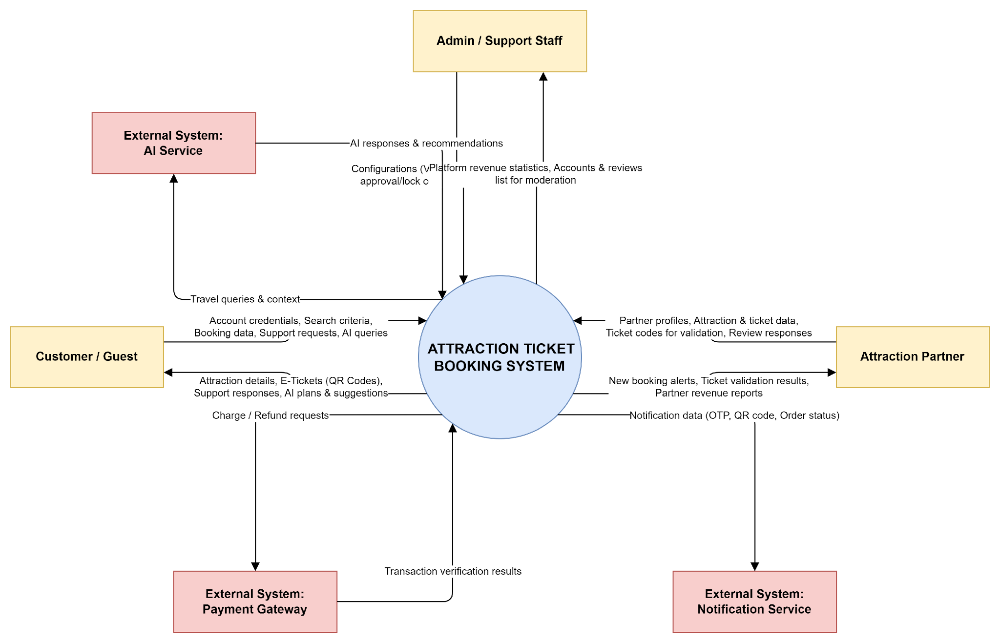 Admin / Support Staff
External System:
AI Service
AI responses & recommendations
Configurations
approval/lock
Platform revenue statistics, Accounts & reviews
list for moderation
Travel queries & context
Account credentials, Search criteria,
Booking data, Support requests, AI queries
Partner profiles, Attraction & ticket data,
Ticket codes for validation, Review responses
Customer / Guest
ATTRACTION TICKET
BOOKING SYSTEM
Attraction Partner
Attraction details, E-Tickets (QR Codes),
Support responses, AI plans & suggestions
New booking alerts, Ticket validation results,
Partner revenue reports
Charge / Refund requests
Notification data (OTP, QR code, Order status)
Transaction verification results
External System:
Payment Gateway
External System:
Notification Service